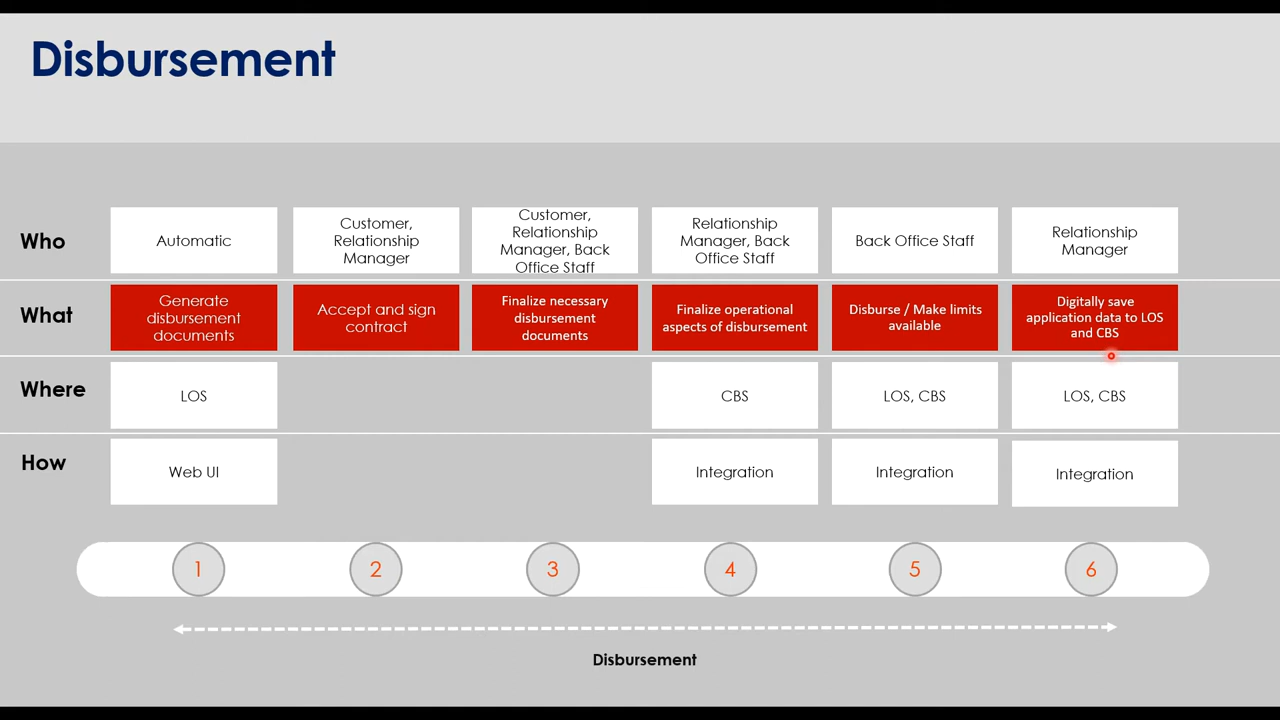 Disbursement
Who
Automatic
Customer,
Relationship
Manager
Customer,
Relationship
Manager, Back
Office Staff
Relationship
Manager, Back
Office Staff
Back Office Staff
Relationship
Manager
What
Generate
disbursement
documents
Accept and sign
contract
Finalize necessary
disbursement
documents
Finalize operational
aspects of disbursement
Disburse / Make limits
available
Digitally save
application data to LOS
and CBS
Where
LOS
CBS
LOS, CBS
LOS, CBS
How
Web UI
Integration
Integration
Integration
1
2
3
4
5
6
Disbursement